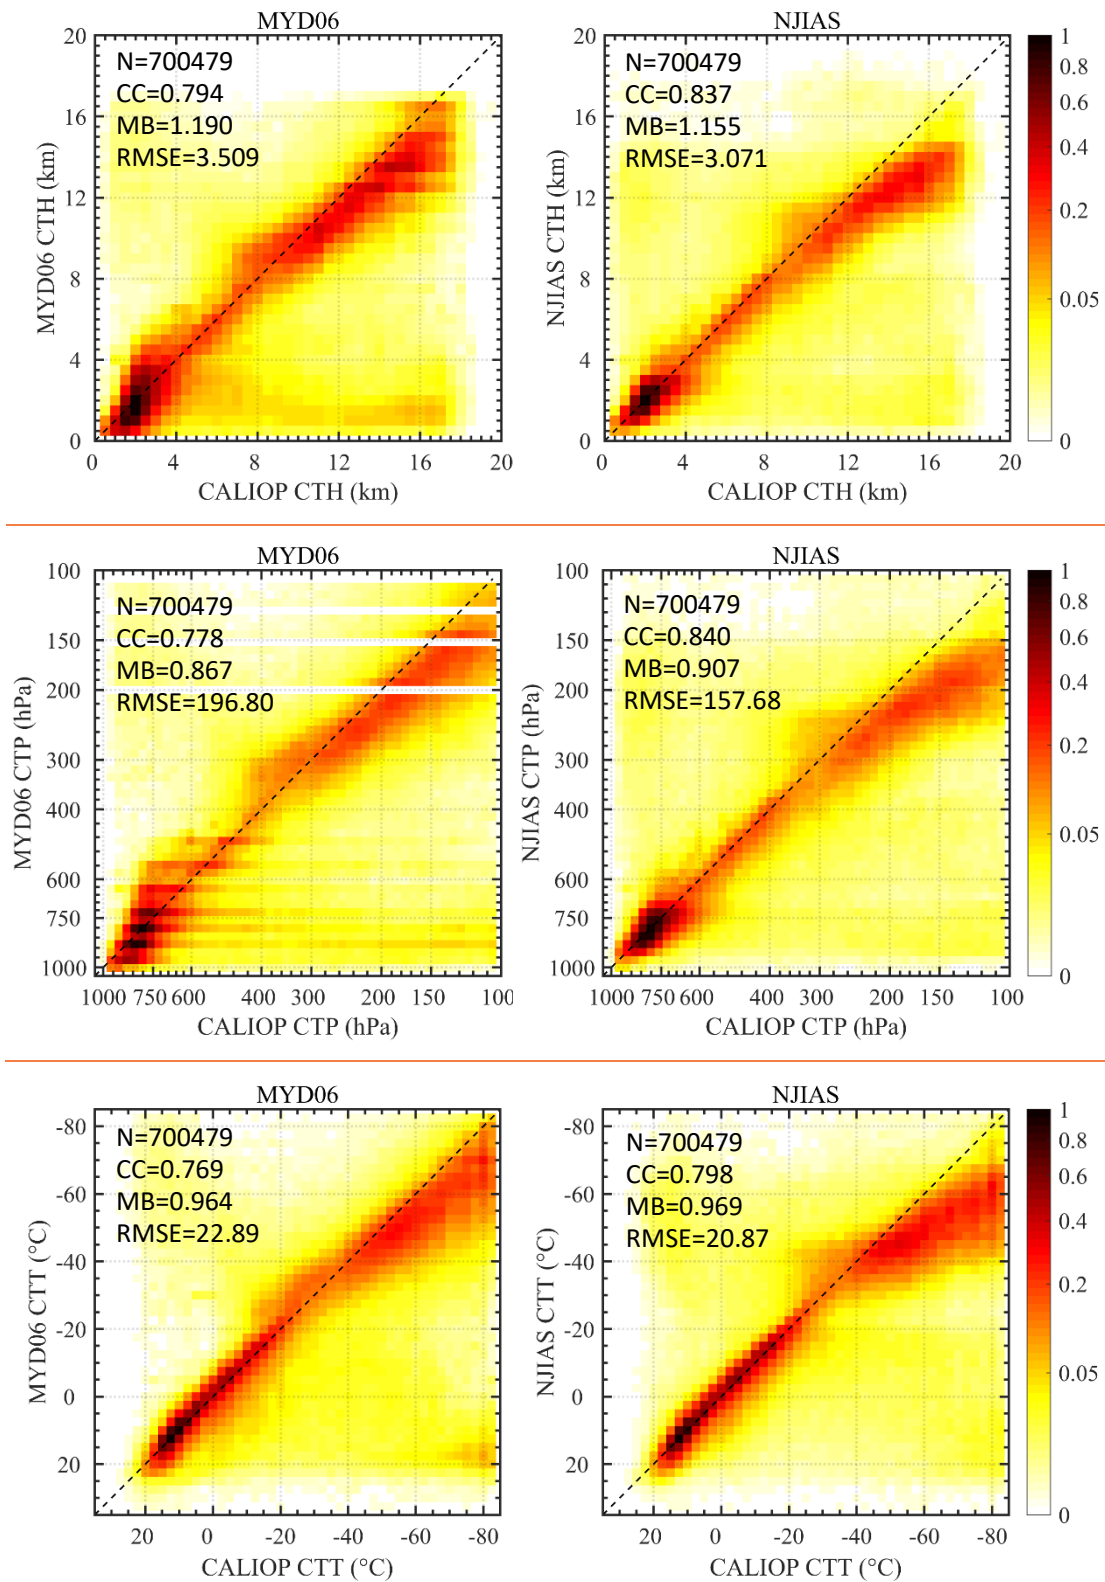 MYD06
NJIAS
20
16
12
8
4
0
MYD06 CTH (km)
N=700479
CC=0.794
MB=1.190
RMSE=3.509
0 4 8 12 16 20
CALIOP CTH (km)
20
16
12
8
4
0
NJIAS CTH (km)
N=700479
CC=0.837
MB=1.155
RMSE=3.071
0 4 8 12 16 20
CALIOP CTH (km)
1
0.8
0.6
0.4
0.2
0.05
0
MYD06
NJIAS
100
150
200
300
400
600
750
1000
MYD06 CTP (hPa)
N=700479
CC=0.778
MB=0.867
RMSE=196.80
1000 750 600 400 300 200 150 100
CALIOP CTP (hPa)
100
150
200
300
400
600
750
1000
NJIAS CTP (hPa)
N=700479
CC=0.840
MB=0.907
RMSE=157.68
1000 750 600 400 300 200 150 100
CALIOP CTP (hPa)
1
0.8
0.6
0.4
0.2
0.05
0
MYD06
NJIAS
-80
-60
-40
-20
0
20
MYD06 CTT (°C)
N=700479
CC=0.769
MB=0.964
RMSE=22.89
20 0 -20 -40 -60 -80
CALIOP CTT (°C)
-80
-60
-40
-20
0
20
NJIAS CTT (°C)
N=700479
CC=0.798
MB=0.969
RMSE=20.87
20 0 -20 -40 -60 -80
CALIOP CTT (°C)
1
0.8
0.6
0.4
0.2
0.05
0